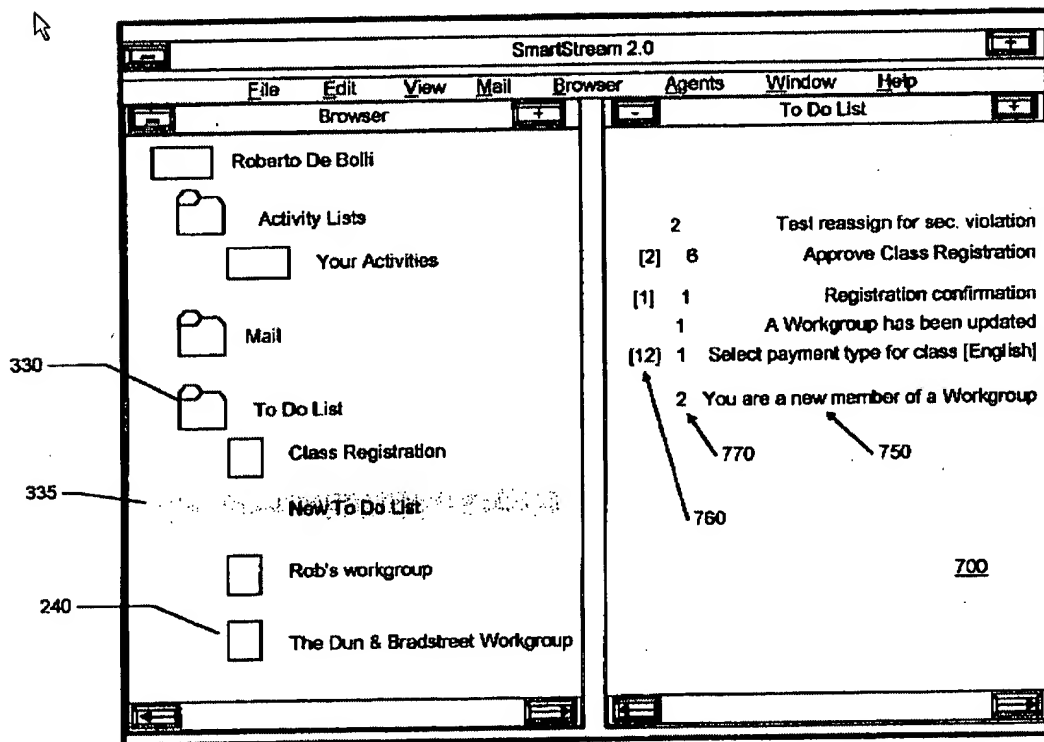 SmartStream 2.0
File Edit View Mail Browser Agents Window Help
Browser
To Do List
Roberto De Bolli
Activity Lists
Your Activities
Mail
330
To Do List
Class Registration
335
New To Do List
Rob's workgroup
240
The Dun & Bradstreet Workgroup
2 Test reassign for sec. violation
[2] 6 Approve Class Registration
[1] 1 Registration confirmation
1 A Workgroup has been updated
[12] 1 Select payment type for class [English]
2 You are a new member of a Workgroup
770
750
760
700